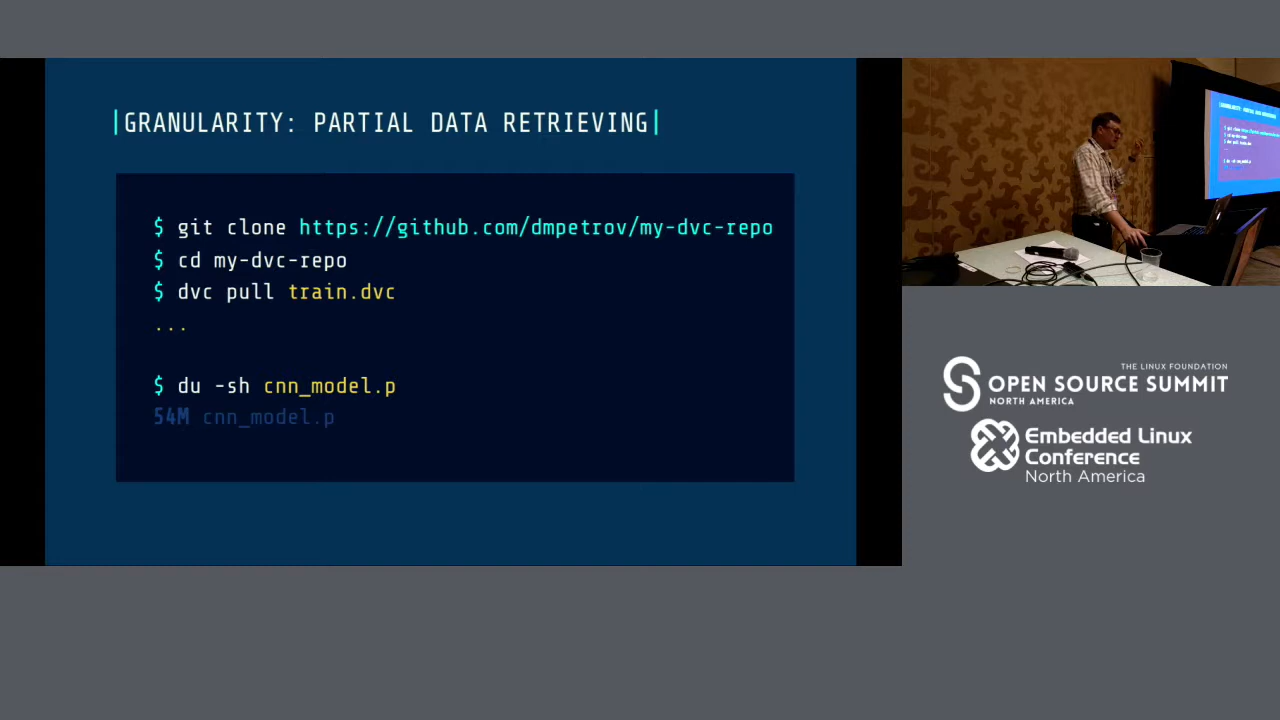 |GRANULARITY: PARTIAL DATA RETRIEVING|
$ git clone https://github.com/dmpetrov/my-dvc-repo
$ cd my-dvc-repo
$ dvc pull train.dvc
...
$ du -sh cnn_model.p
54M cnn_model.p
THE LINUX FOUNDATION
OPEN SOURCE SUMMIT
NORTH AMERICA
Embedded Linux
Conference
North America